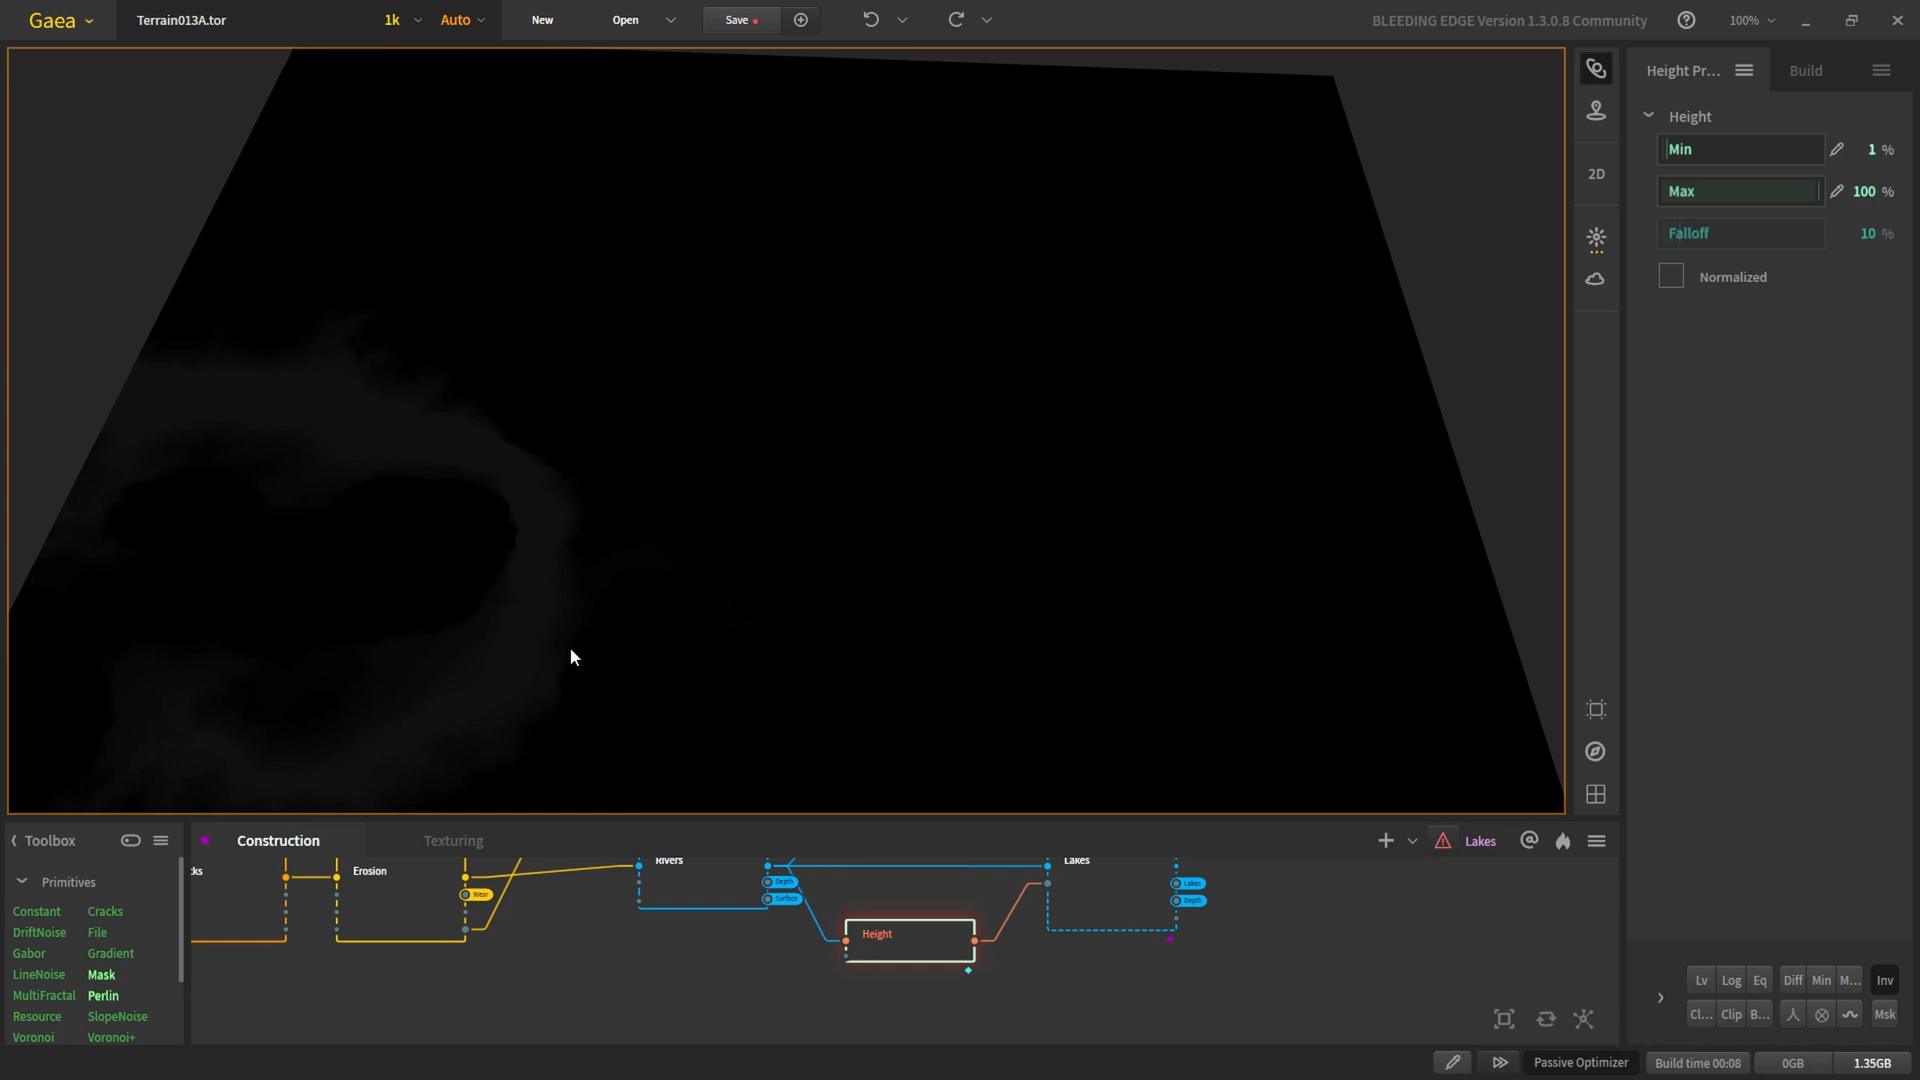 Gaea
Terrain013A.tor
1k
Auto
New
Open
Save
BLEEDING EDGE Version 1.3.0.8 Community
100%
Height Pr...
Build
Height
Min 1 %
Max 100 %
Falloff 10 %
Normalized
2D
Toolbox
Construction
Texturing
Lakes
Primitives
Constant Cracks
DriftNoise File
Gabor Gradient
LineNoise Mask
MultiFractal Perlin
Resource SlopeNoise
Voronoi Voronoi+
cks
Erosion
Wear
Rivers
Depth
Surface
Height
Lakes
Lakes
Depth
Lv Log Eq Diff Min M... Inv
Cl... Clip B... Msk
Passive Optimizer
Build time 00:08
0GB
1.35GB